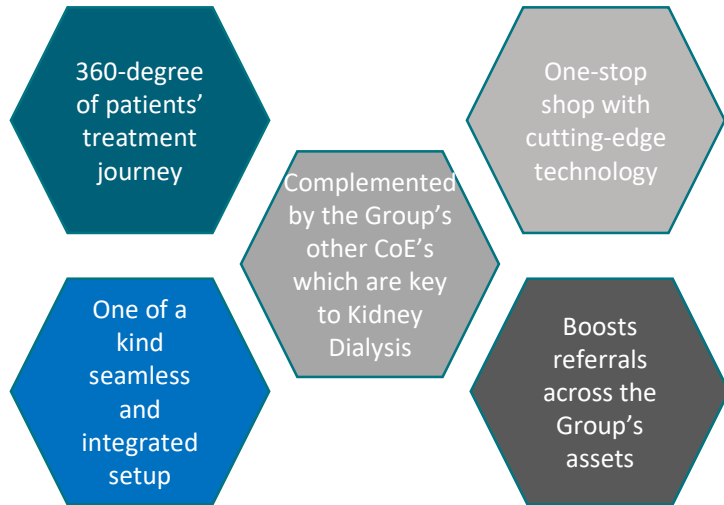 360-degree
of patients’
treatment
journey
One-stop
shop with
cutting-edge
technology
Complemented
by the Group’s
other CoE’s
which are key
to Kidney
Dialysis
One of a
kind
seamless
and
integrated
setup
Boosts
referrals
across the
Group’s
assets